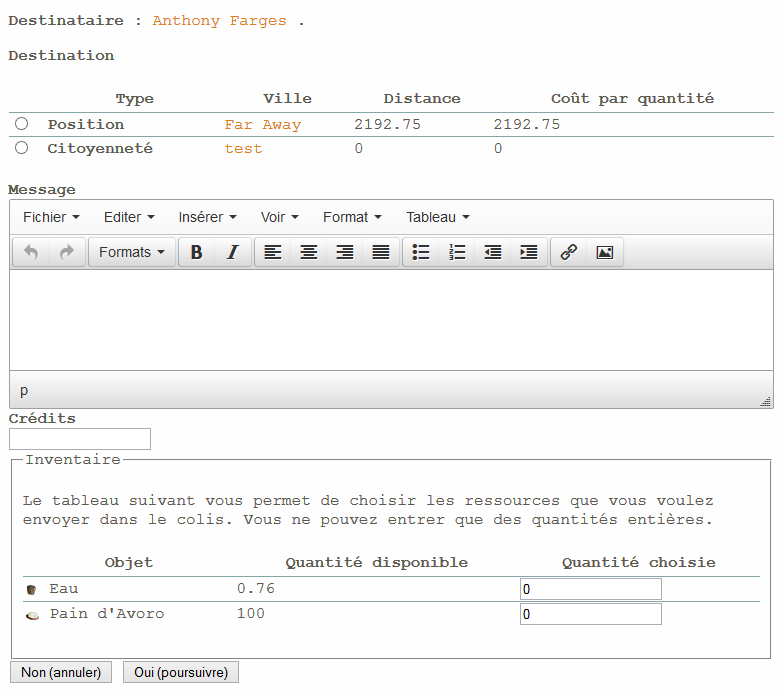 Destinataire : Anthony Farges .
Destination
Type Ville Distance Coût par quantité
Position Far Away 2192.75 2192.75
Citoyenneté test 0 0
Message
Fichier Editer Insérer Voir Format Tableau
Formats B I
p
Crédits
Inventaire
Le tableau suivant vous permet de choisir les ressources que vous voulez
envoyer dans le colis. Vous ne pouvez entrer que des quantités entières.
Objet Quantité disponible Quantité choisie
Eau 0.76 0
Pain d'Avoro 100 0
Non (annuler) Oui (poursuivre)